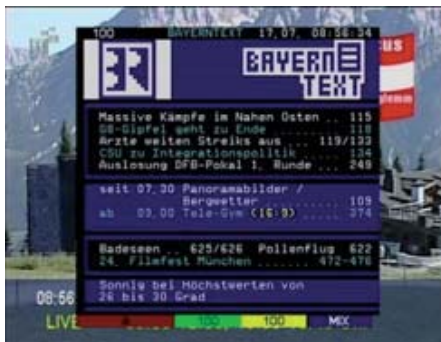 100 BAYERNTEXT 17.07. 08:56:34
BAYERN
TEXT
Massive Kämpfe im Nahen Osten .. 115
G8-Gipfel geht zu Ende ........ 118
Ärzte weiten Streiks aus ... 119/133
CSU zu Integrationspolitik .... 134
Auslosung DFB-Pokal 1. Runde .. 249
seit 07.30 Panoramabilder /
Bergwetter 109
ab 09.00 Tele-Gym (16:9) 374
Badeseen .. 625/626 Pollenflug 622
24. Filmfest München ....... 472-476
Sonnig bei Höchstwerten von
26 bis 30 Grad
08:56
LIVE 100 100 MIX